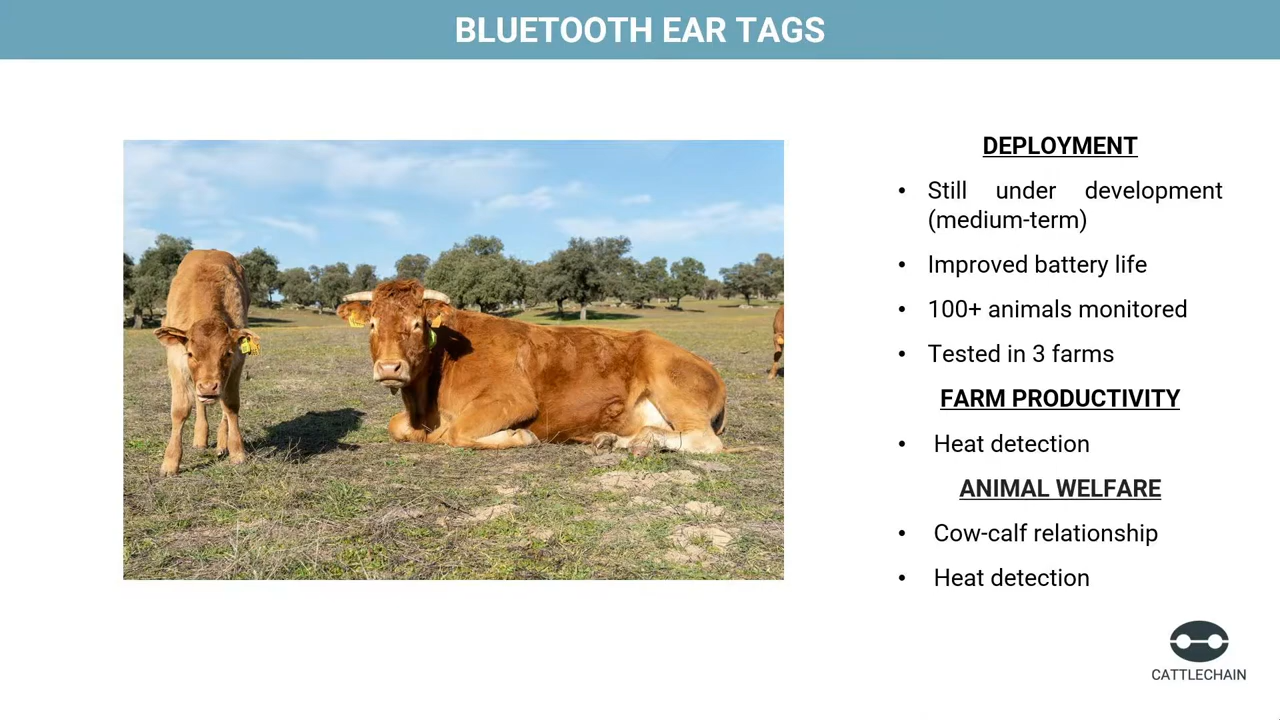 BLUETOOTH EAR TAGS
DEPLOYMENT
• Still under development
(medium-term)
• Improved battery life
• 100+ animals monitored
• Tested in 3 farms
FARM PRODUCTIVITY
• Heat detection
ANIMAL WELFARE
• Cow-calf relationship
• Heat detection
CATTLECHAIN